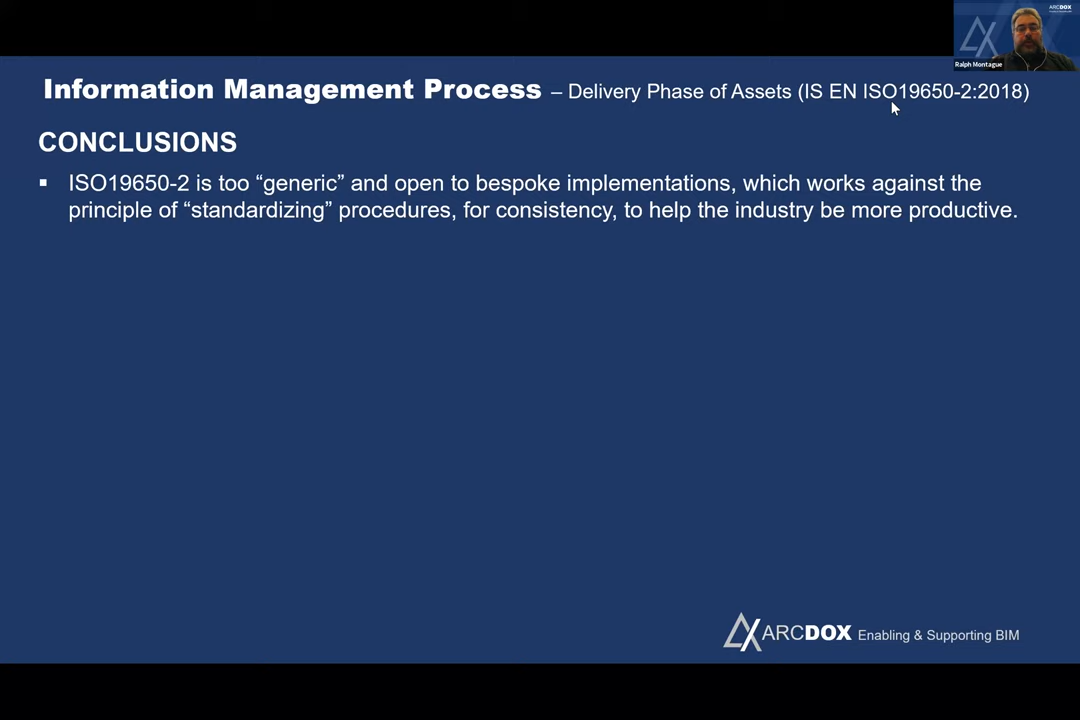 ARCDOX
Ralph Montague
Information Management Process – Delivery Phase of Assets (IS EN ISO19650-2:2018)
CONCLUSIONS
▪ ISO19650-2 is too “generic” and open to bespoke implementations, which works against the
principle of “standardizing” procedures, for consistency, to help the industry be more productive.
ARCDOX Enabling & Supporting BIM